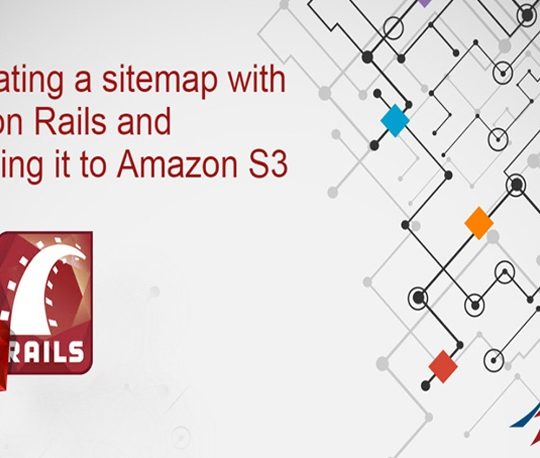 ating a sitemap with
on Rails and
ing it to Amazon S3
RAILS